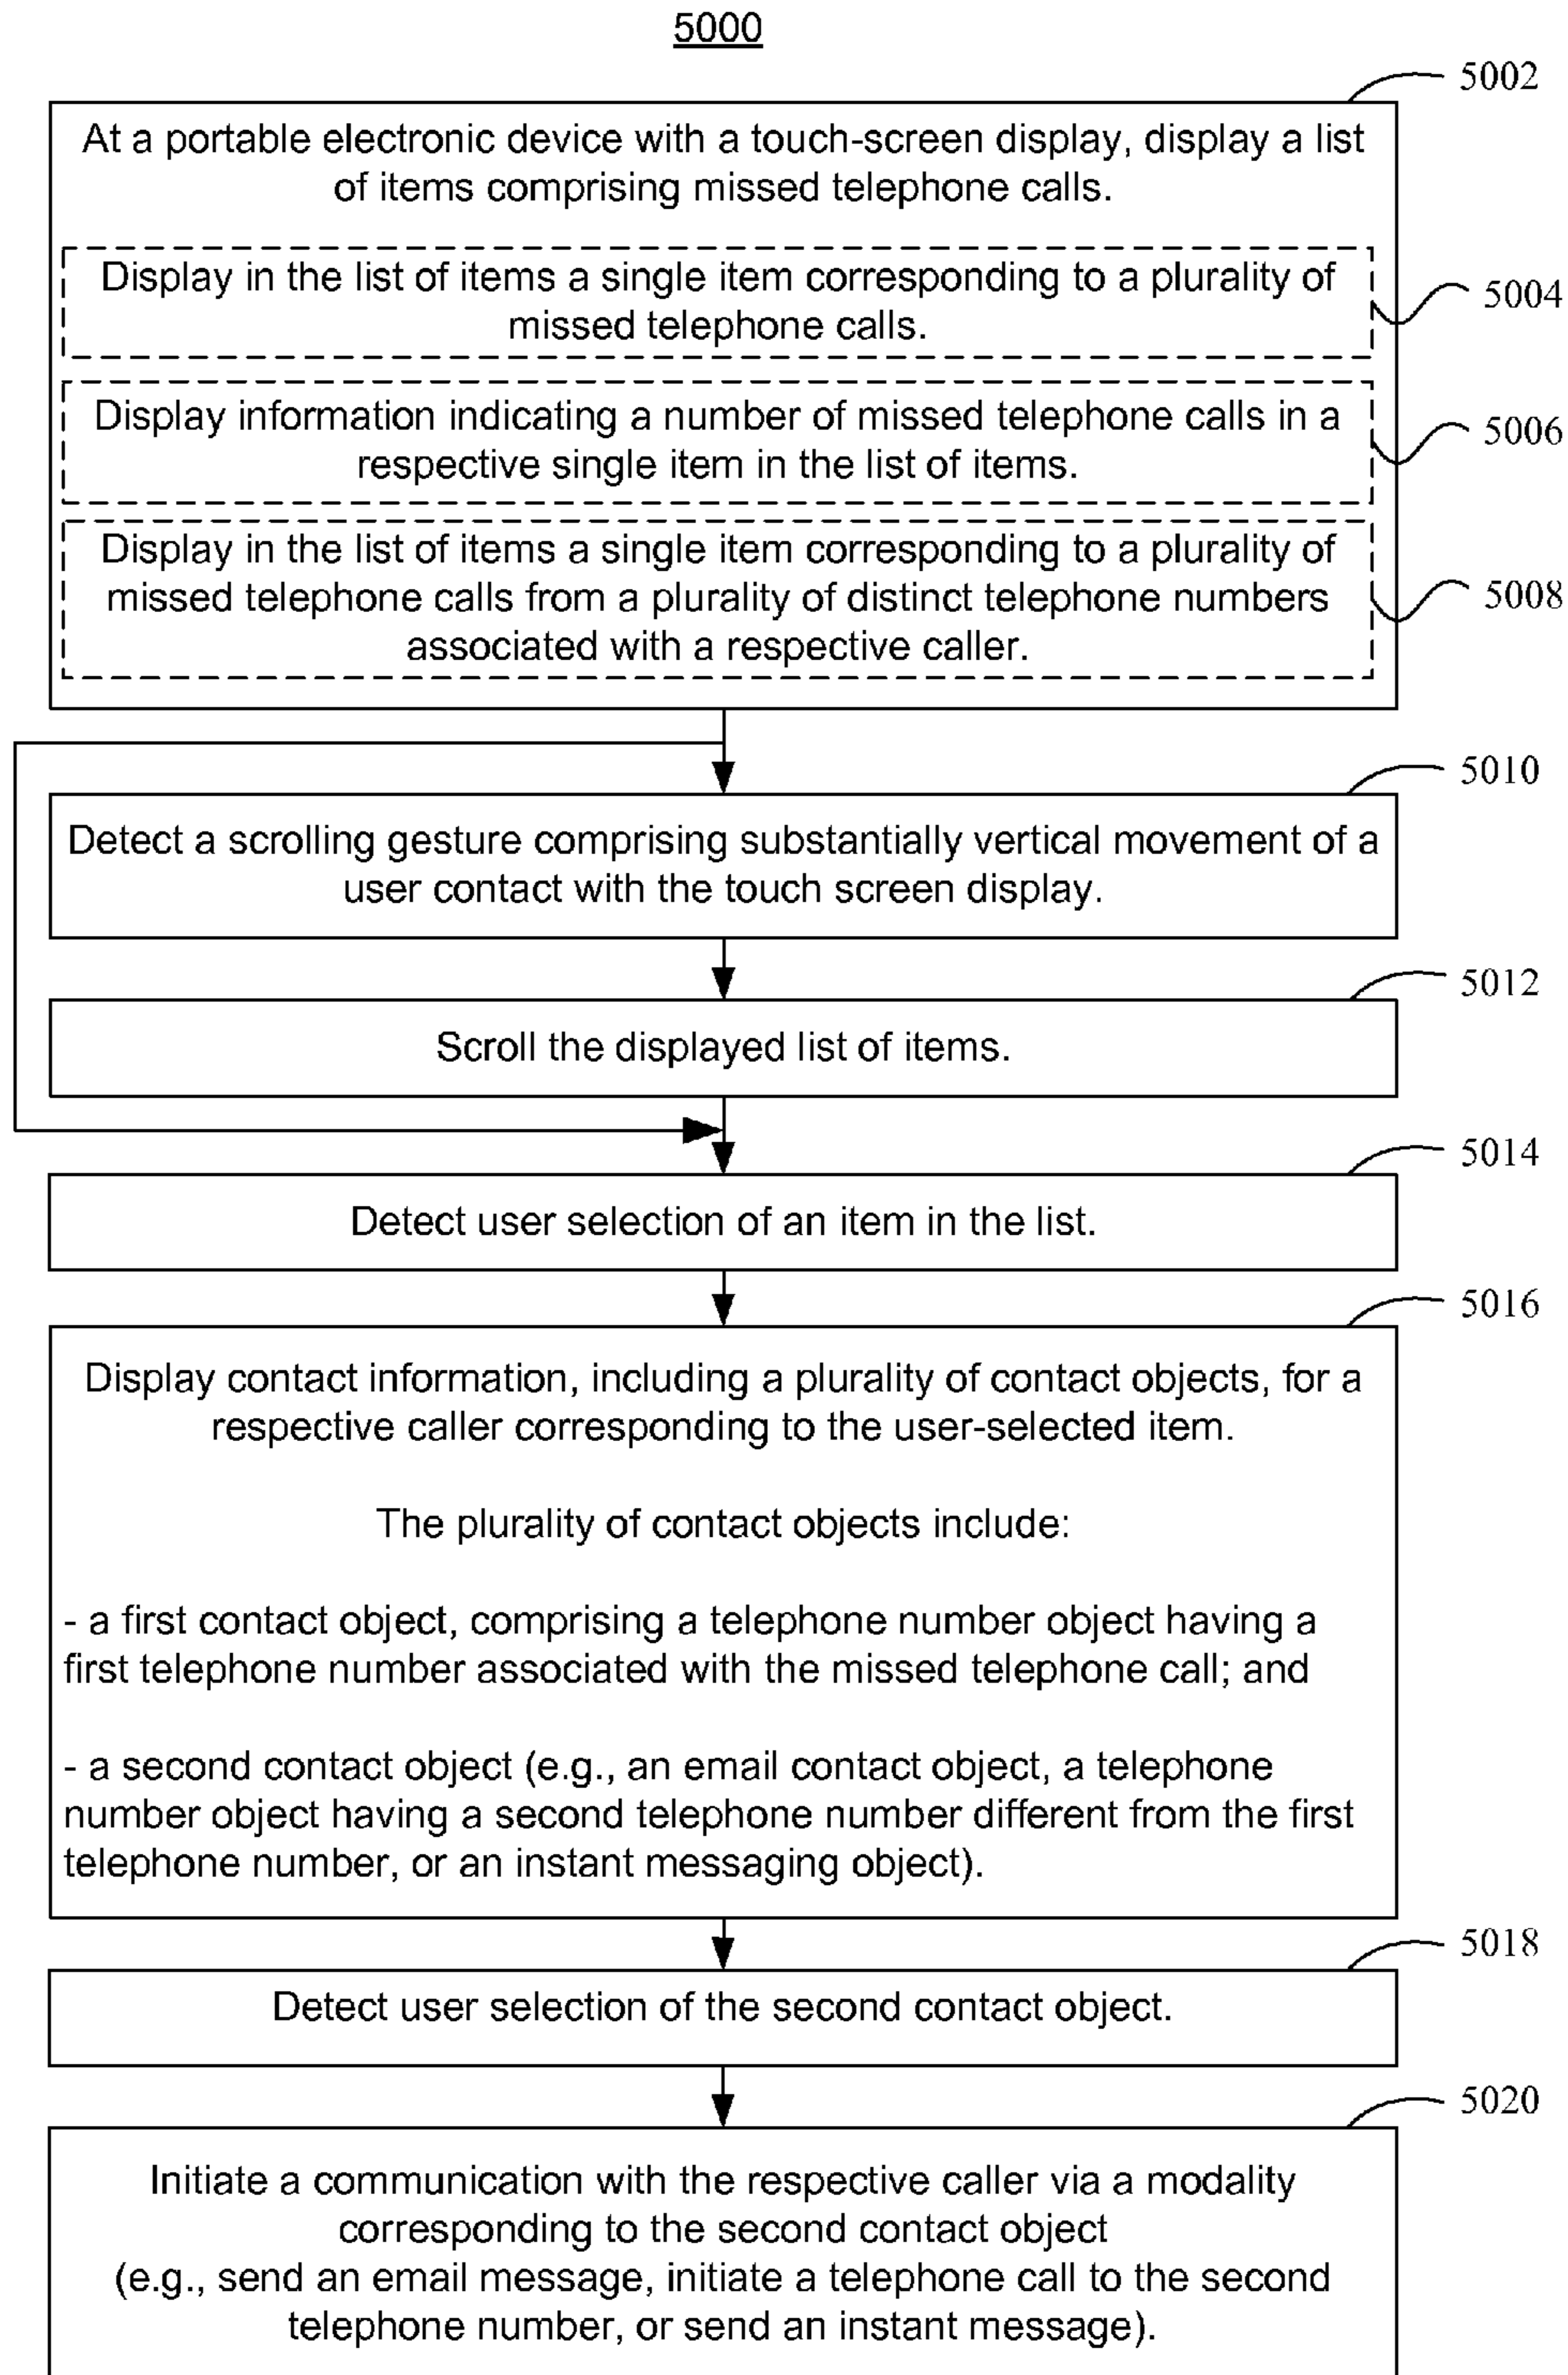 5000
5002
At a portable electronic device with a touch-screen display, display a list
of items comprising missed telephone calls.
Display in the list of items a single item corresponding to a plurality of
missed telephone calls.
5004
Display information indicating a number of missed telephone calls in a
respective single item in the list of items.
5006
Display in the list of items a single item corresponding to a plurality of
missed telephone calls from a plurality of distinct telephone numbers
associated with a respective caller.
5008
5010
Detect a scrolling gesture comprising substantially vertical movement of a
user contact with the touch screen display.
5012
Scroll the displayed list of items.
5014
Detect user selection of an item in the list.
5016
Display contact information, including a plurality of contact objects, for a
respective caller corresponding to the user-selected item.
The plurality of contact objects include:
- a first contact object, comprising a telephone number object having a
first telephone number associated with the missed telephone call; and
- a second contact object (e.g., an email contact object, a telephone
number object having a second telephone number different from the first
telephone number, or an instant messaging object).
5018
Detect user selection of the second contact object.
5020
Initiate a communication with the respective caller via a modality
corresponding to the second contact object
(e.g., send an email message, initiate a telephone call to the second
telephone number, or send an instant message).